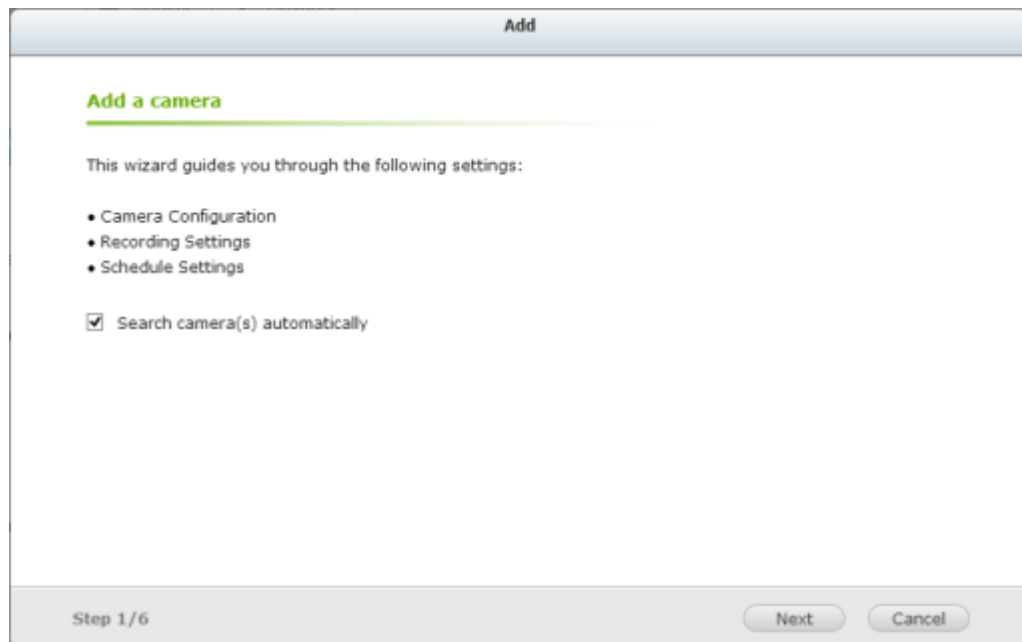 Add
Add a camera
This wizard guides you through the following settings:
• Camera Configuration
• Recording Settings
• Schedule Settings
Search camera(s) automatically
Step 1/6
Next
Cancel